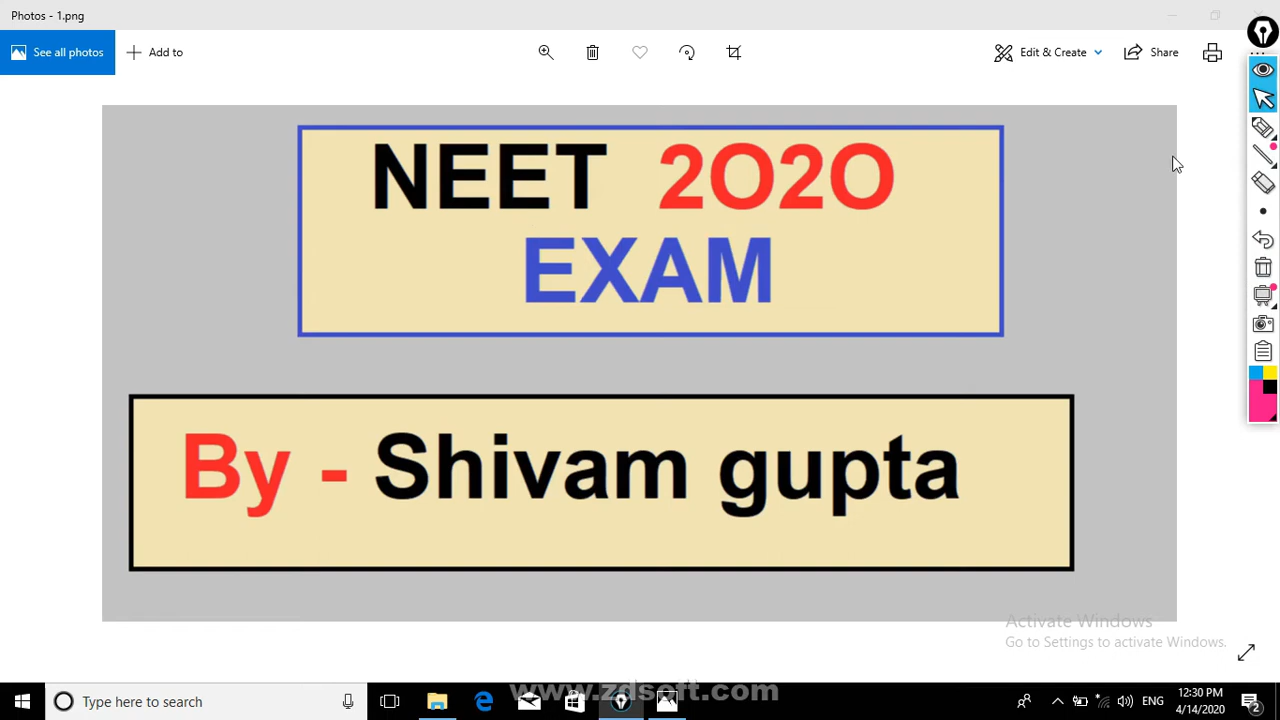 Photos - 1.png
See all photos
Add to
Edit & Create
Share
NEET 2O2O
EXAM
By - Shivam gupta
Activate Windows
Go to Settings to activate Windows.
Type here to search
www.zdsoft.com
ENG
12:30 PM
4/14/2020
2